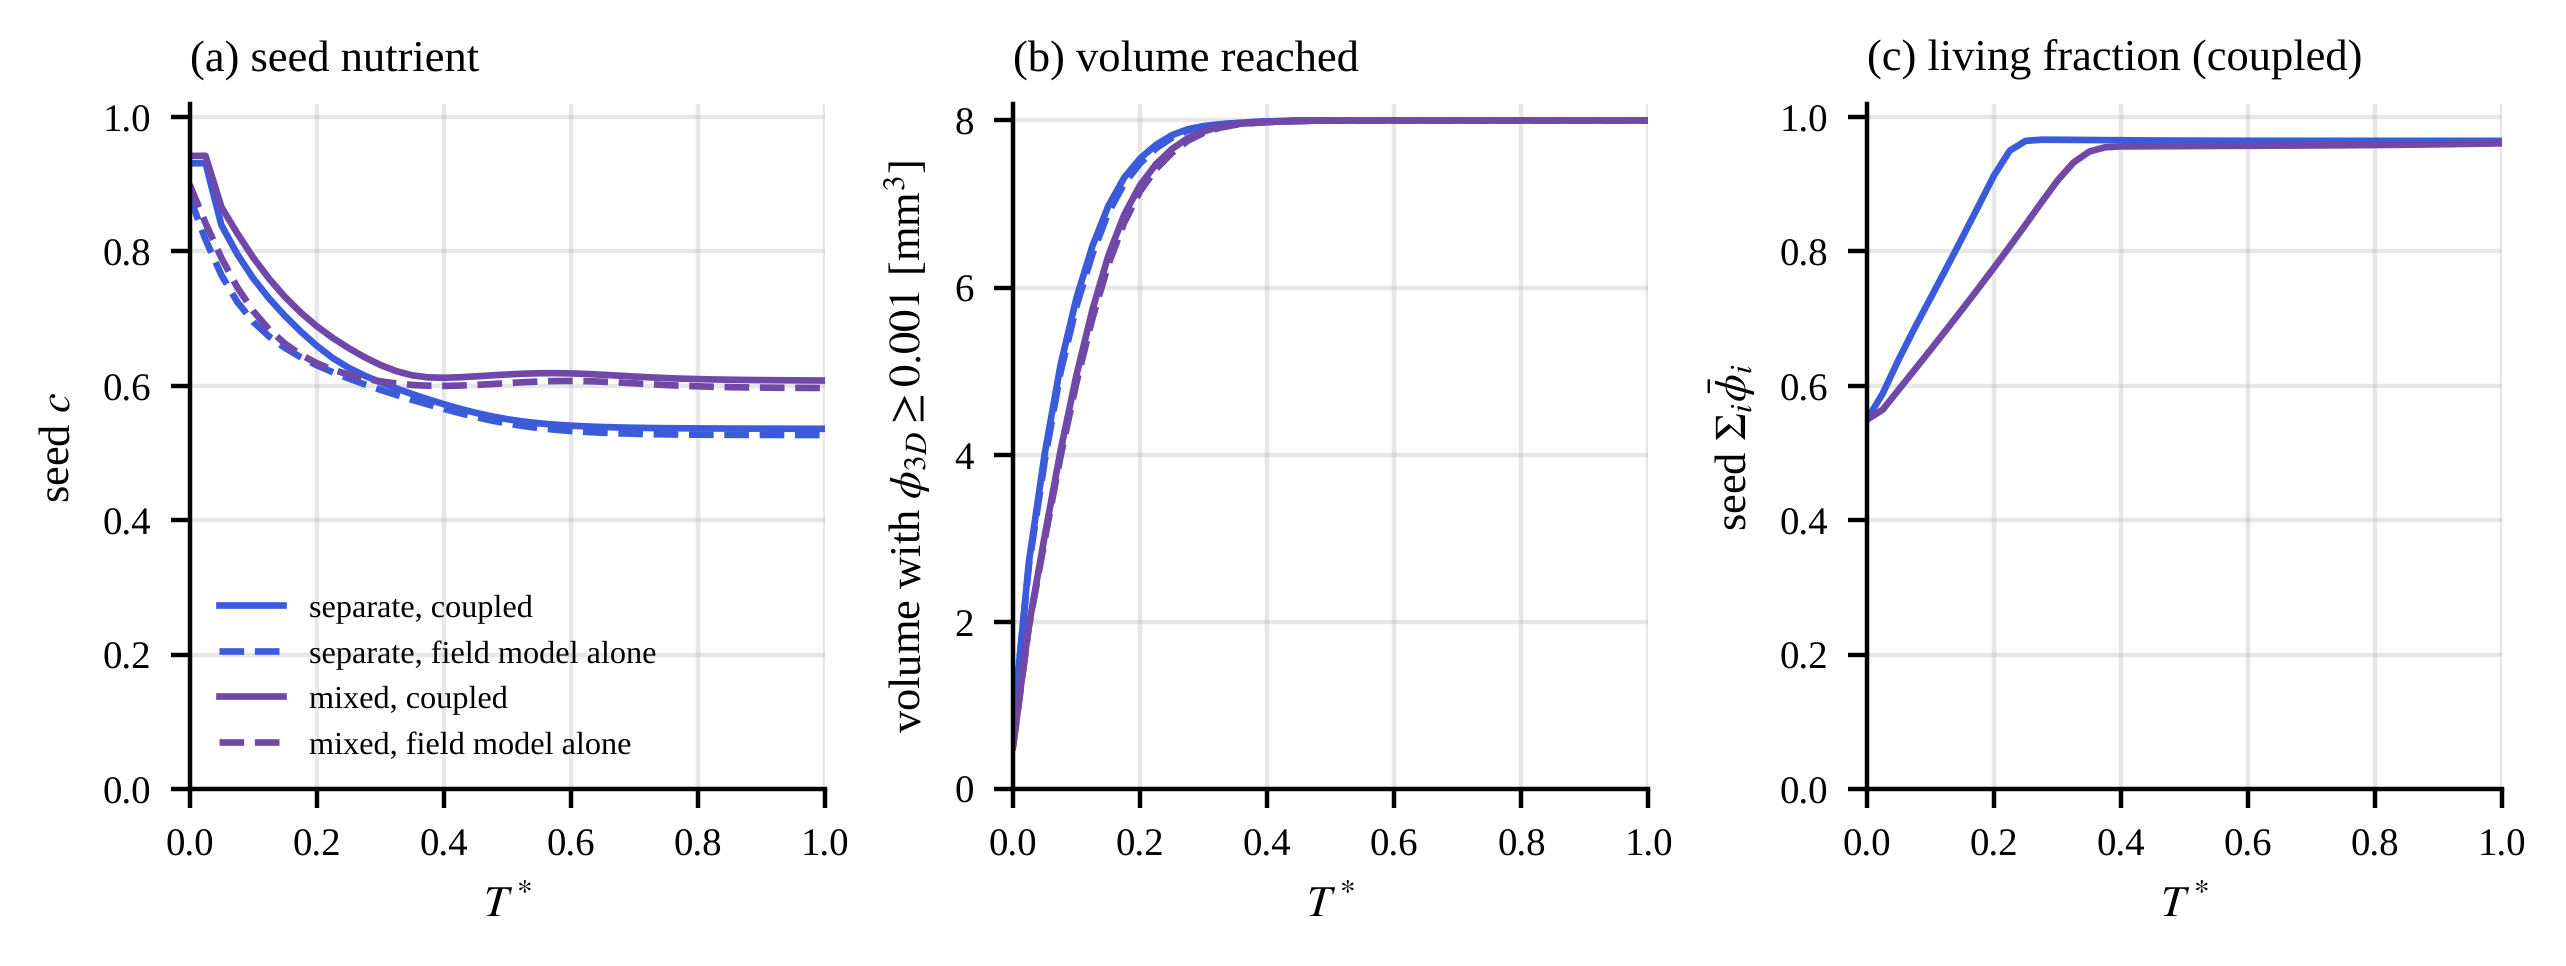 (a) seed nutrient
seed c
1.0
0.8
0.6
0.4
0.2
0.0
separate, coupled
separate, field model alone
mixed, coupled
mixed, field model alone
0.0 0.2 0.4 0.6 0.8 1.0
T*
(b) volume reached
volume with ϕ₃D ≥ 0.001 [mm³]
8
6
4
2
0
0.0 0.2 0.4 0.6 0.8 1.0
T*
(c) living fraction (coupled)
seed Σᵢϕ̄ᵢ
1.0
0.8
0.6
0.4
0.2
0.0
0.0 0.2 0.4 0.6 0.8 1.0
T*